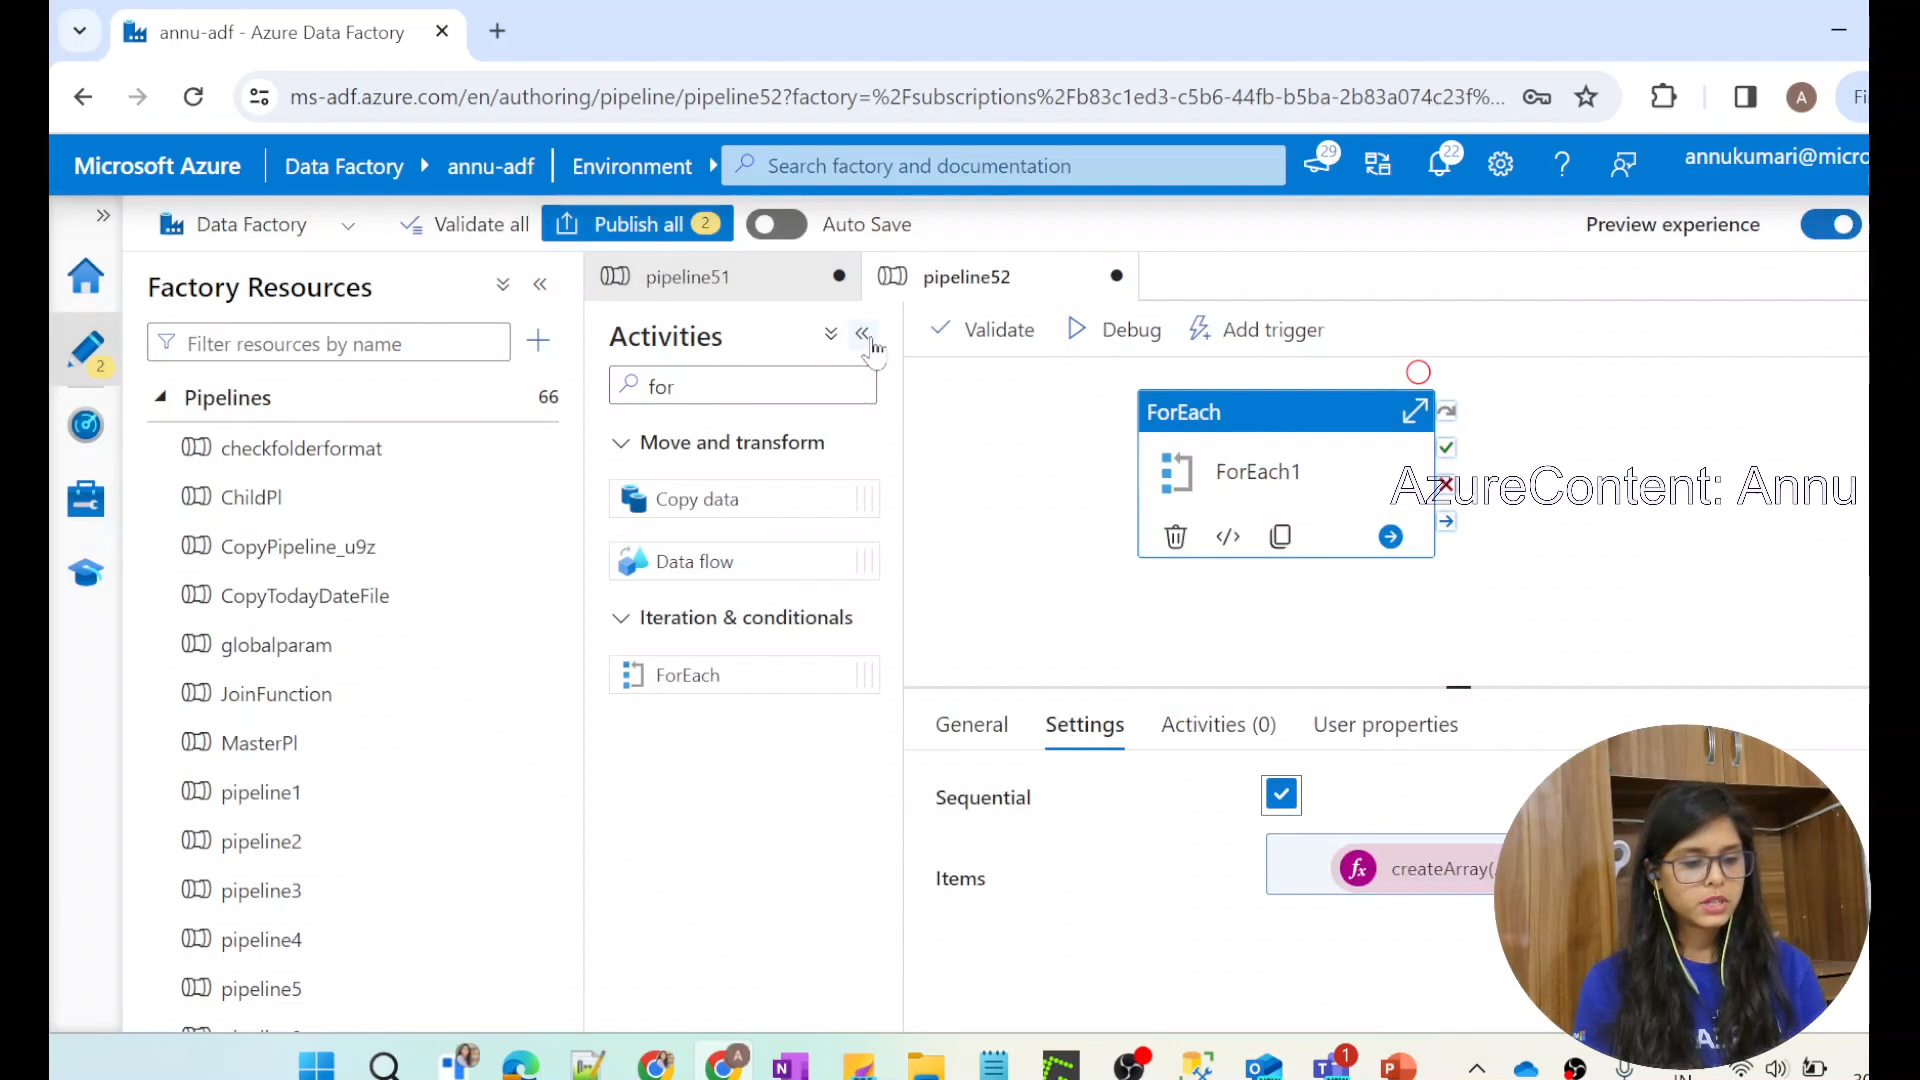 annu-adf - Azure Data Factory
ms-adf.azure.com/en/authoring/pipeline/pipeline52?factory=%2Fsubscriptions%2Fb83c1ed3-c5b6-44fb-b5ba-2b83a074c23f%...
A
Fi
Microsoft Azure
Data Factory
annu-adf
Environment
Search factory and documentation
29
22
annukumari@micro
Data Factory
Validate all
Publish all
2
Auto Save
Preview experience
2
Factory Resources
Filter resources by name
Pipelines
66
checkfolderformat
ChildPl
CopyPipeline_u9z
CopyTodayDateFile
globalparam
JoinFunction
MasterPl
pipeline1
pipeline2
pipeline3
pipeline4
pipeline5
pipeline51
pipeline52
Activities
for
Move and transform
Copy data
Data flow
Iteration & conditionals
ForEach
Validate
Debug
Add trigger
ForEach
ForEach1
AzureContent: Annu
General
Settings
Activities (0)
User properties
Sequential
Items
createArray(
A
1